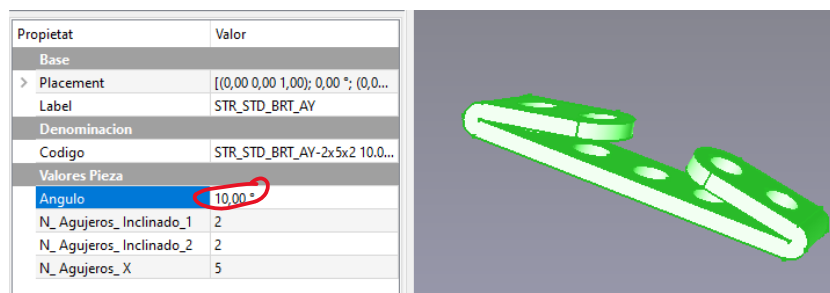 Propietat Valor
Base
Placement [(0,00 0,00 1,00); 0,00 °; (0,0...
Label STR_STD_BRT_AY
Denominacion
Codigo STR_STD_BRT_AY-2x5x2 10.0...
Valores Pieza
Angulo 10,00 °
N_ Agujeros_ Inclinado_1 2
N_ Agujeros_ Inclinado_2 2
N_ Agujeros_ X 5